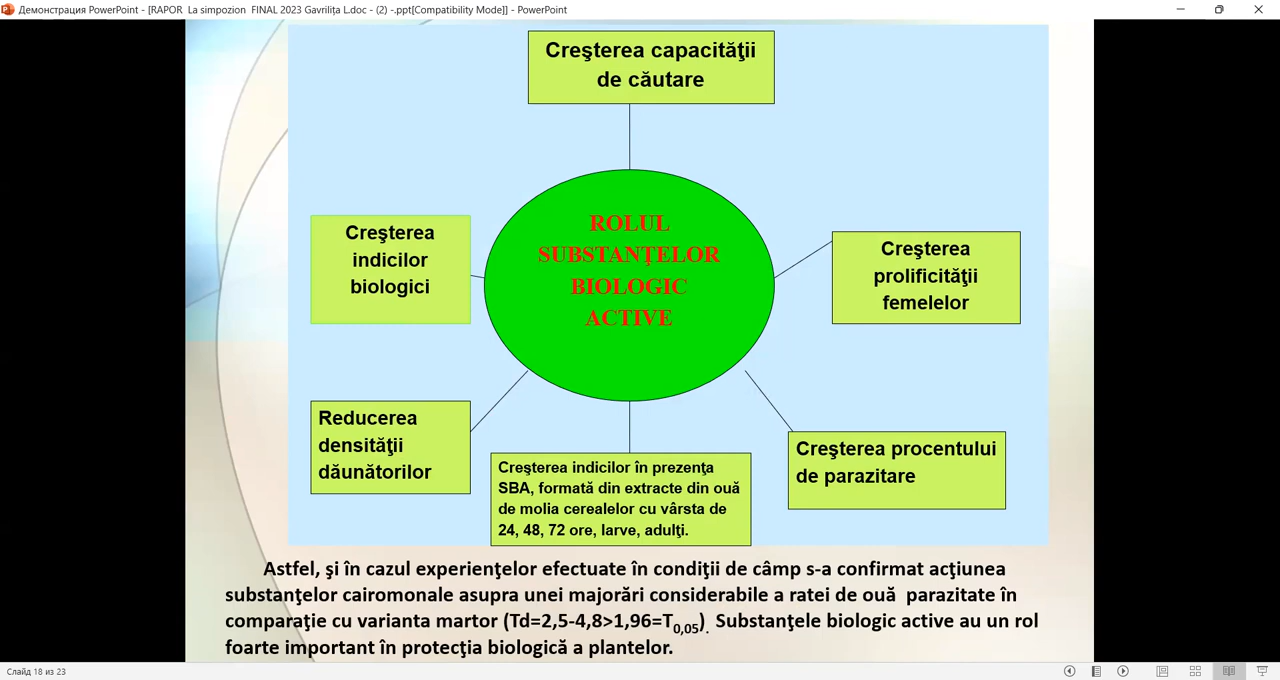 Демонстрация PowerPoint - [RAPOR  La simpozion  FINAL 2023 Gavrilița L.doc - (2) -.ppt[Compatibility Mode]] - PowerPoint
Creşterea capacităţii
de căutare
Creşterea
indicilor
biologici
ROLUL
SUBSTANŢELOR
BIOLOGIC
ACTIVE
Creşterea
prolificităţii
femelelor
Reducerea
densităţii
dăunătorilor
Creşterea indicilor în prezenţa
SBA, formată din extracte din ouă
de molia cerealelor cu vârsta de
24, 48, 72 ore, larve, adulţi.
Creşterea procentului
de parazitare
Astfel, şi în cazul experienţelor efectuate în condiţii de câmp s-a confirmat acţiunea
substanţelor cairomonale asupra unei majorări considerabile a ratei de ouă  parazitate în
comparaţie cu varianta martor (Td=2,5-4,8>1,96=T0,05). Substanţele biologic active au un rol
foarte important în protecţia biologică a plantelor.
Слайд 18 из 23